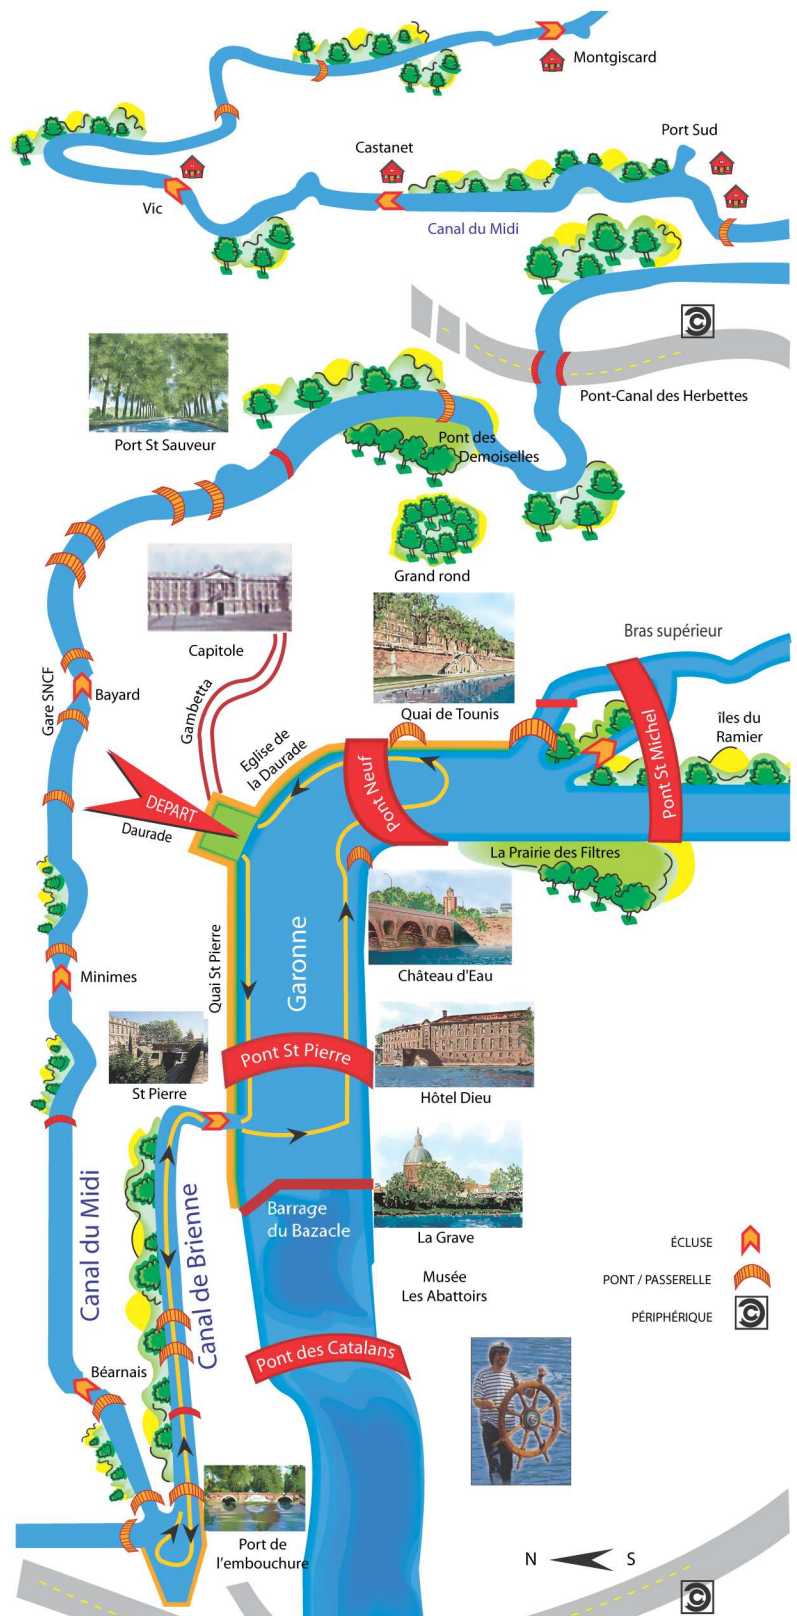 Montgiscard
Port Sud
Castanet
Vic
Canal du Midi
Pont-Canal des Herbettes
Port St Sauveur
Pont des
Demoiselles
Grand rond
Capitole
Bras supérieur
Gare SNCF
Bayard
Gambetta
Quai de Tounis
Eglise de
la Daurade
îles du
Ramier
Pont Neuf
Pont St Michel
DEPART
Daurade
La Prairie des Filtres
Quai St Pierre
Garonne
Château d'Eau
Minimes
Pont St Pierre
St Pierre
Hôtel Dieu
Canal du Midi
Canal de Brienne
Barrage
du Bazacle
La Grave
Musée
Les Abattoirs
ÉCLUSE
PONT / PASSERELLE
PÉRIPHÉRIQUE
Pont des Catalans
Béarnais
Port de
l'embouchure
N S